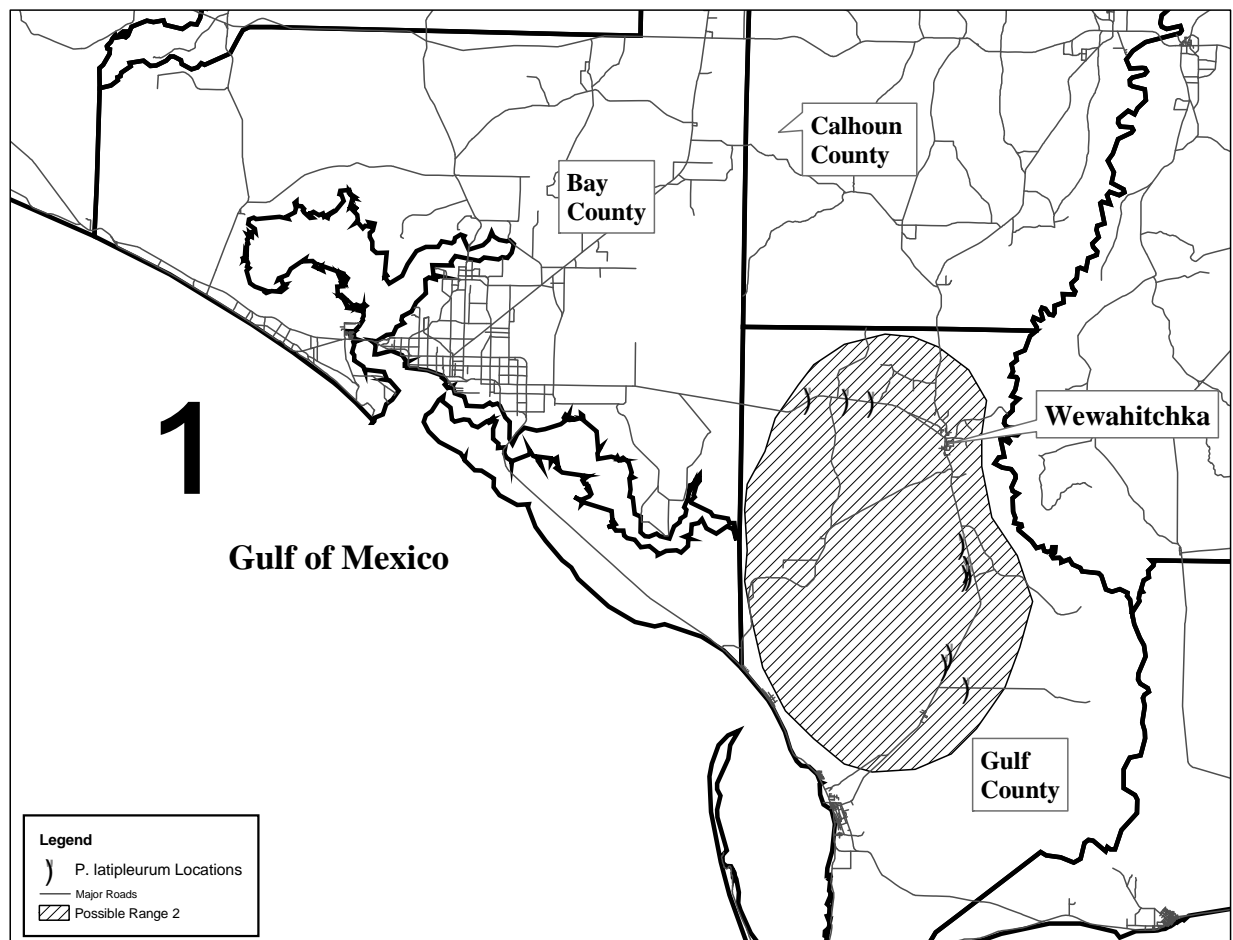 Calhoun
County
Bay
County
Wewahitchka
1
Gulf of Mexico
Gulf
County
Legend
P. latipleurum Locations
Major Roads
Possible Range 2